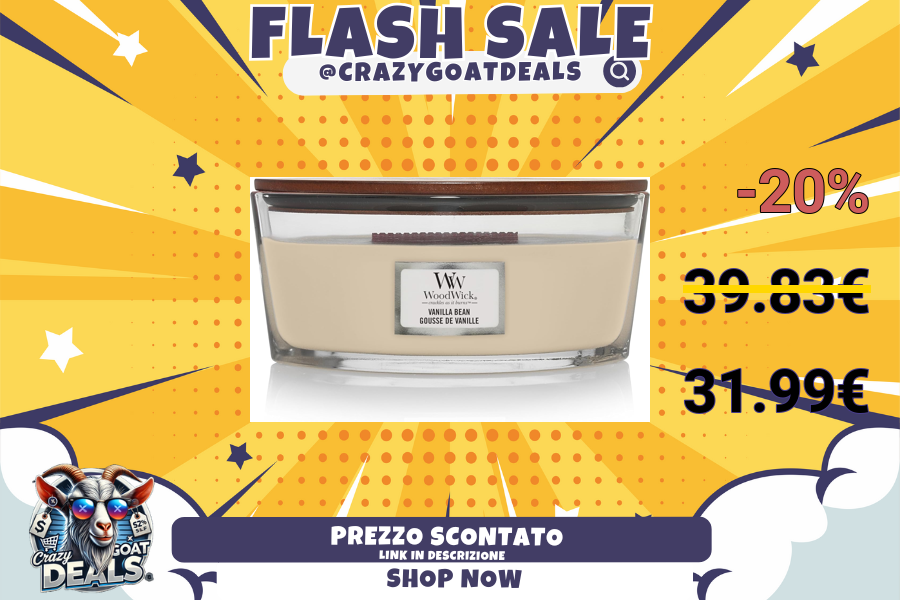 FLASH SALE
@CRAZYGOATDEALS
-20%
39.83€
31.99€
WW
WoodWick®
VANILLA BEAN
GOUSSE DE VANILLE
$
52%
Crazy
GOAT
DEALS
PREZZO SCONTATO
LINK IN DESCRIZIONE
SHOP NOW